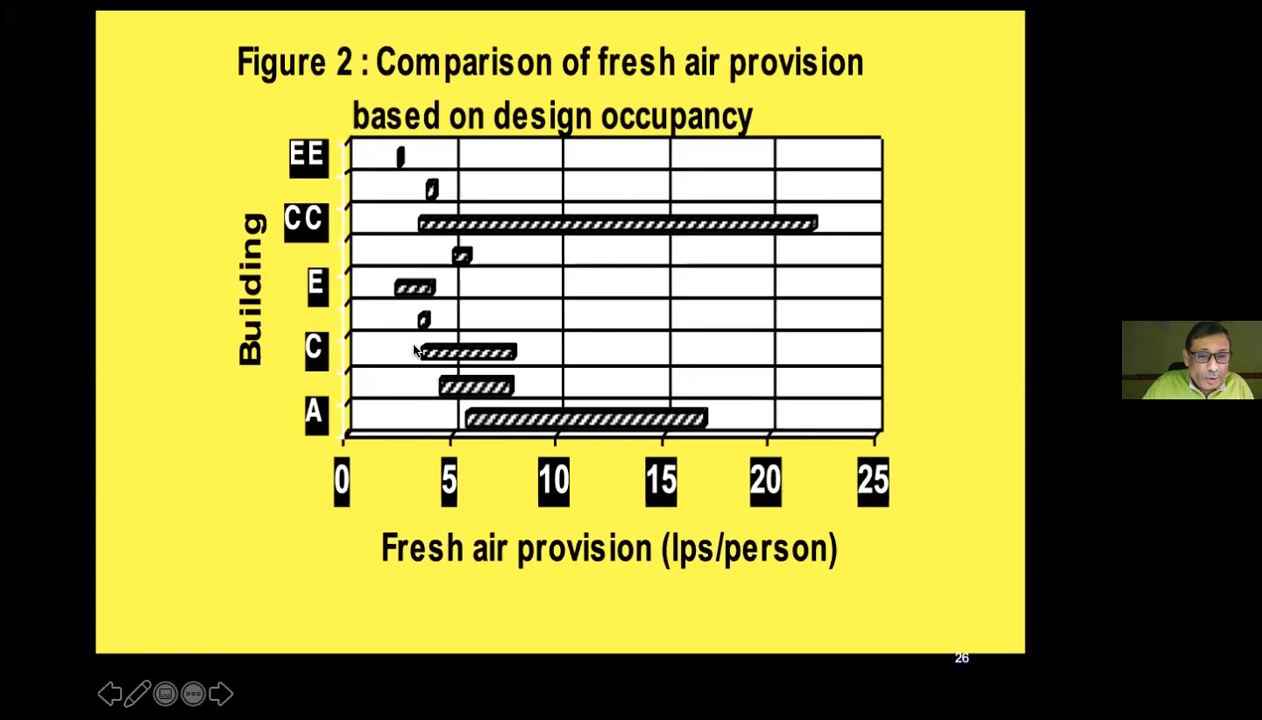 Figure 2 : Comparison of fresh air provision
based on design occupancy
EE
CC
E
C
A
Building
0 5 10 15 20 25
Fresh air provision (lps/person)
26